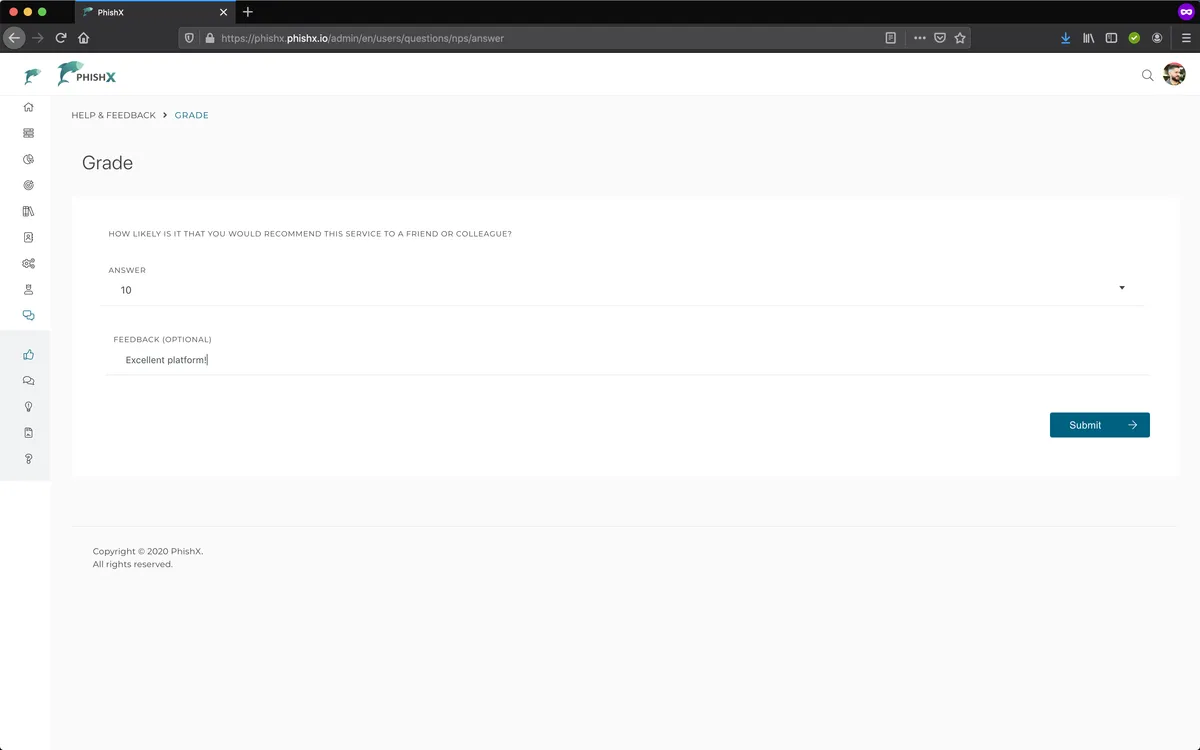 PhishX
https://phishx.phishx.io/admin/en/users/questions/nps/answer
PHISHX
HELP & FEEDBACK > GRADE
Grade
HOW LIKELY IS IT THAT YOU WOULD RECOMMEND THIS SERVICE TO A FRIEND OR COLLEAGUE?
ANSWER
10
FEEDBACK (OPTIONAL)
Excellent platform!
Submit
Copyright © 2020 PhishX.
All rights reserved.